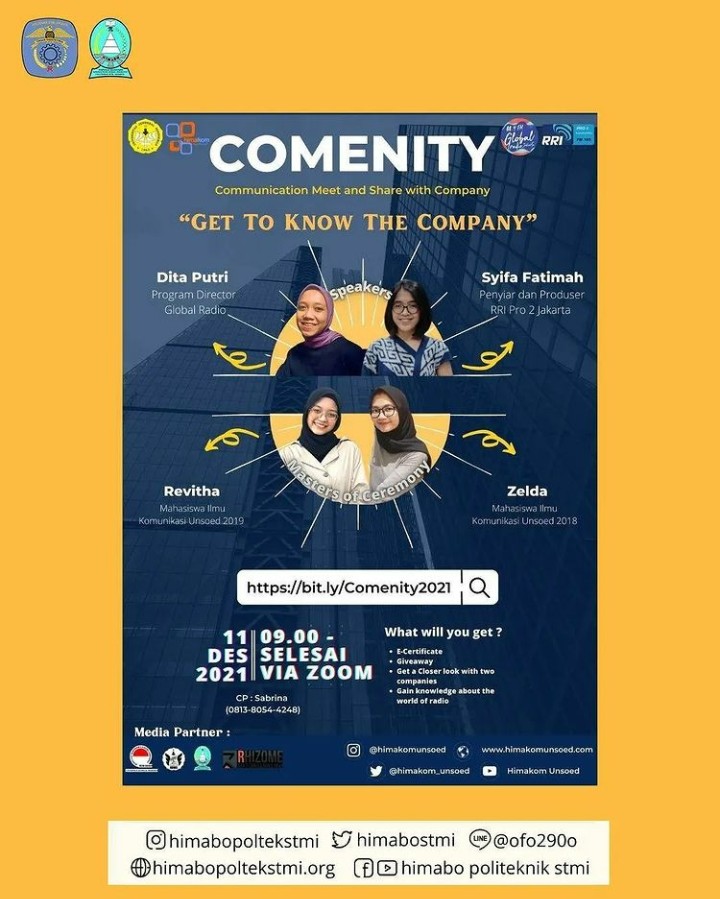 COMENITY
RRI
Communication Meet and Share with Company
“GET TO KNOW THE COMPANY”
Speakers
Dita Putri
Program Director
Global Radio
Syifa Fatimah
Penyiar dan Produser
RRI Pro 2 Jakarta
Masters of Ceremony
Revitha
Mahasiswa Ilmu
Komunikasi Unsoed 2019
Zelda
Mahasiswa Ilmu
Komunikasi Unsoed 2018
https://bit.ly/Comenity2021
11 DES 2021
09.00 -
SELESAI
VIA ZOOM
CP : Sabrina
(0813-8054-4248)
What will you get ?
• E-Certificate
• Giveaway
• Get a Closer look with two
companies
• Gain knowledge about the
world of radio
Media Partner :
RHIZOME
@himakomunsoed
www.himakomunsoed.com
@himakom_unsoed
Himakom Unsoed
himabopoltekstmi himabostmi LINE @ofo290o
himabopoltekstmi.org himabo politeknik stmi